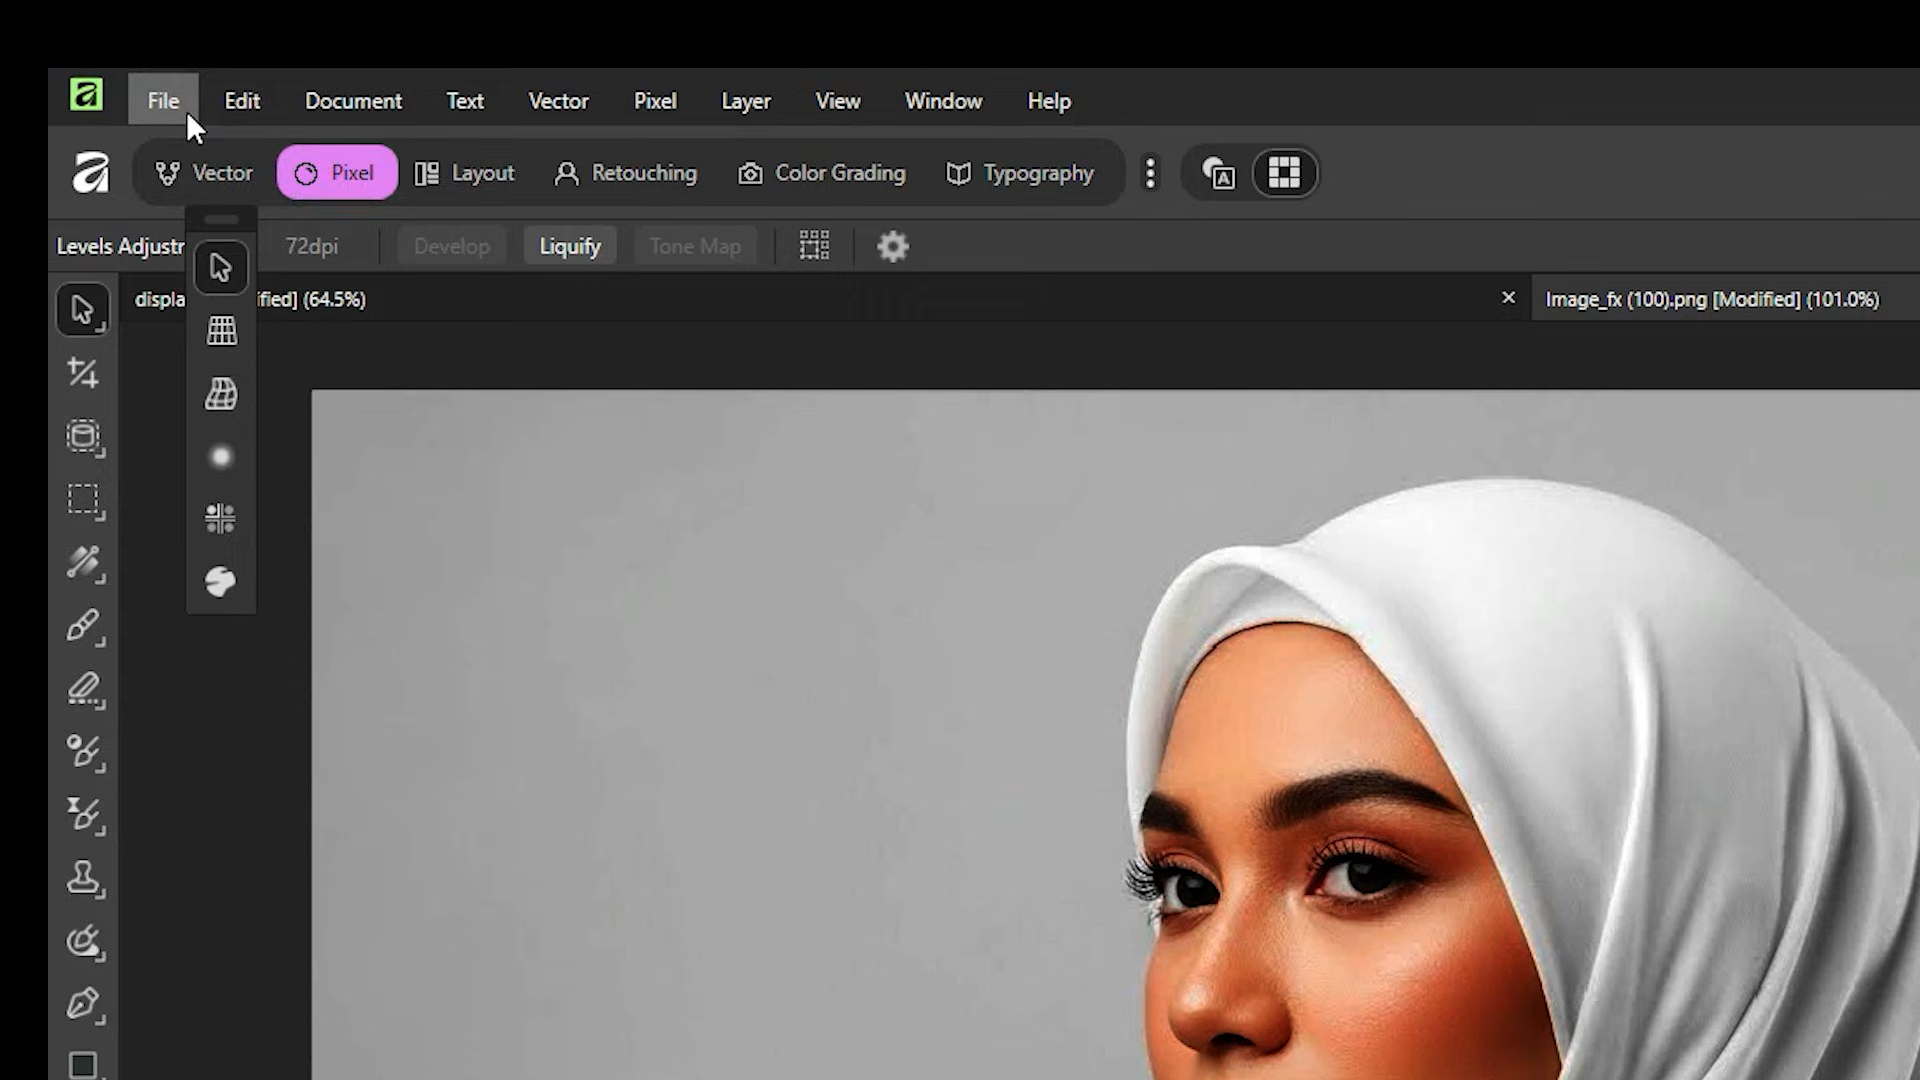 File Edit Document Text Vector Pixel Layer View Window Help
Vector Pixel Layout Retouching Color Grading Typography
Levels Adjustr 72dpi Develop Liquify Tone Map
displa ified] (64.5%) Image_fx (100).png [Modified] (101.0%)